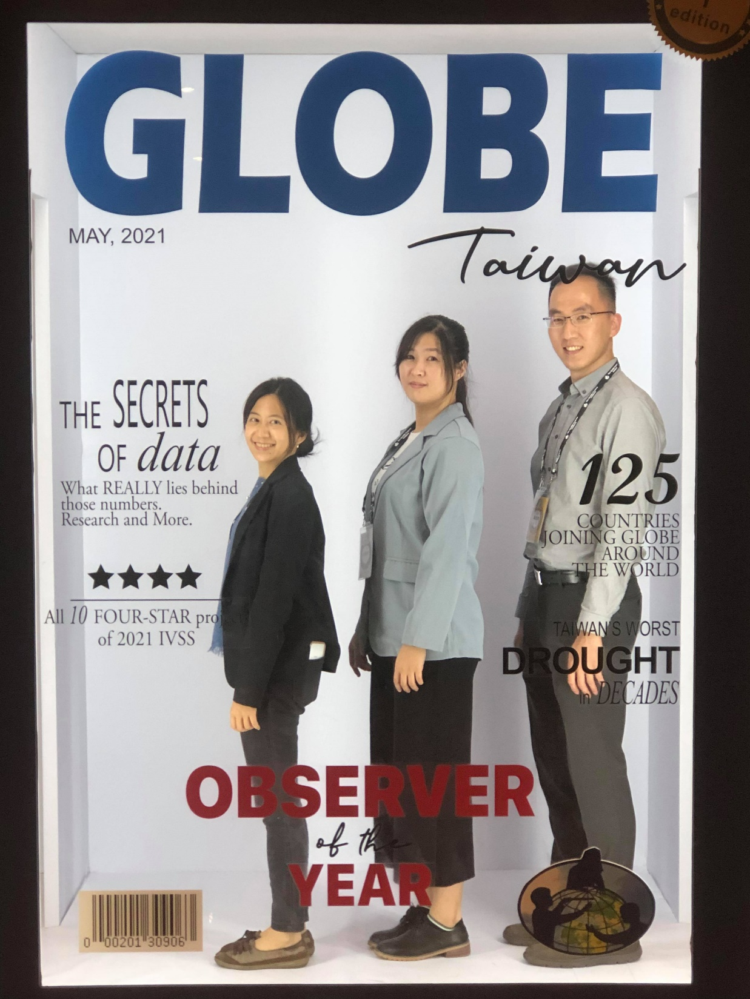 edition
GLOBE
MAY, 2021
Taiwan
THE SECRETS
OF data
What REALLY lies behind
those numbers.
Research and More.
★★★★
All 10 FOUR-STAR proj
of 2021 IVSS
125
COUNTRIES
JOINING GLOBE
AROUND
THE WORLD
TAIWAN'S WORST
DROUGHT
in DECADES
OBSERVER
of the
YEAR
0 00201 30906